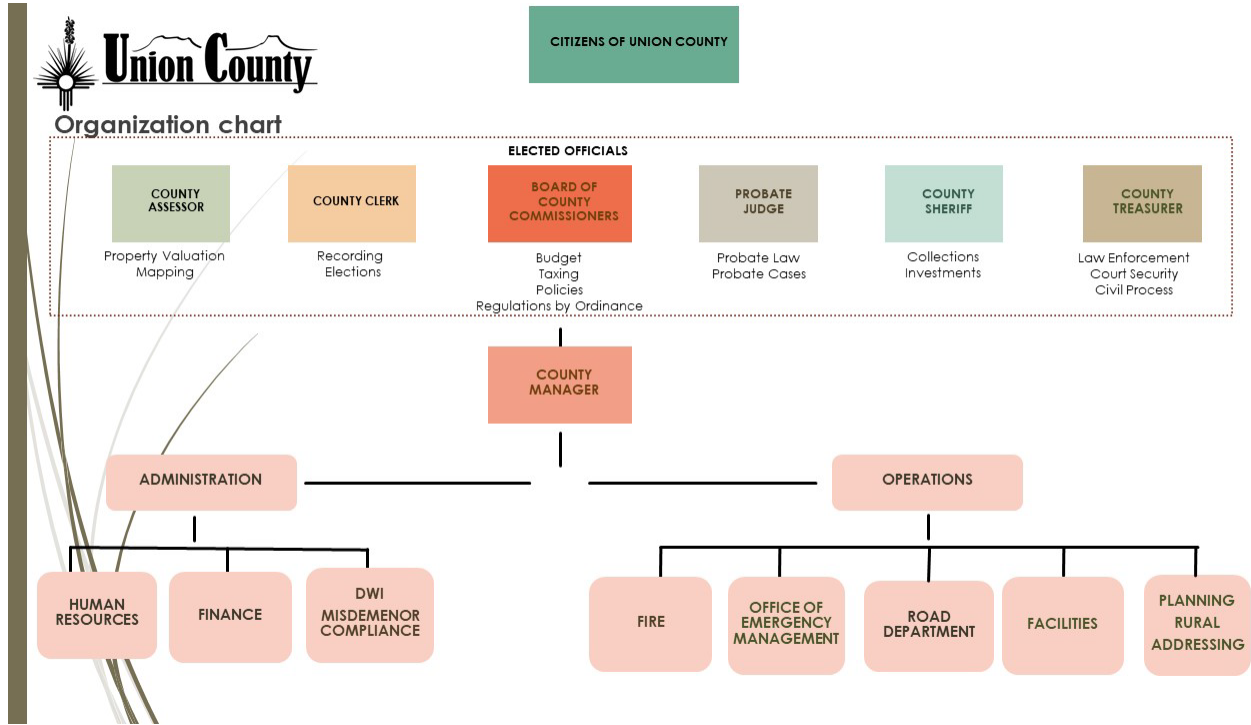 Union County
CITIZENS OF UNION COUNTY
Organization chart
ELECTED OFFICIALS
COUNTY
ASSESSOR
Property Valuation
Mapping
COUNTY CLERK
Recording
Elections
BOARD OF
COUNTY
COMMISSIONERS
Budget
Taxing
Policies
Regulations by Ordinance
PROBATE
JUDGE
Probate Law
Probate Cases
COUNTY
SHERIFF
Collections
Investments
COUNTY
TREASURER
Law Enforcement
Court Security
Civil Process
COUNTY
MANAGER
ADMINISTRATION
OPERATIONS
HUMAN
RESOURCES
FINANCE
DWI
MISDEMENOR
COMPLIANCE
FIRE
OFFICE OF
EMERGENCY
MANAGEMENT
ROAD
DEPARTMENT
FACILITIES
PLANNING
RURAL
ADDRESSING